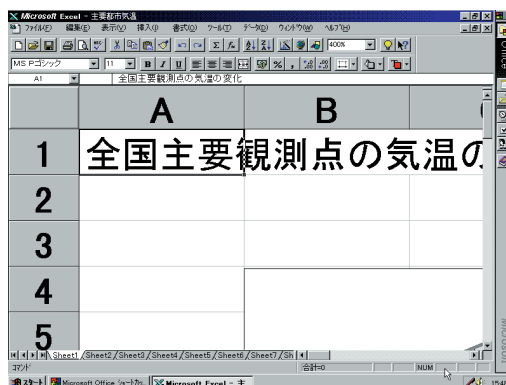 Microsoft Excel - 主要都市気温
ファイル(F) 編集(E) 表示(V) 挿入(I) 書式(O) ツール(T) データ(D) ウィンドウ(W) ヘルプ(H)
400%
MS Pゴシック 11 B I U
A1 全国主要観測点の気温の変化
A B
1 全国主要観測点の気温の
2
3
4
5
Sheet1 / Sheet2 / Sheet3 / Sheet4 / Sheet5 / Sheet6 / Sheet7 / Sh
コマンド 合計=0 NUM
スタート Microsoft Office ショートカッ.. Microsoft Excel - 主
Office